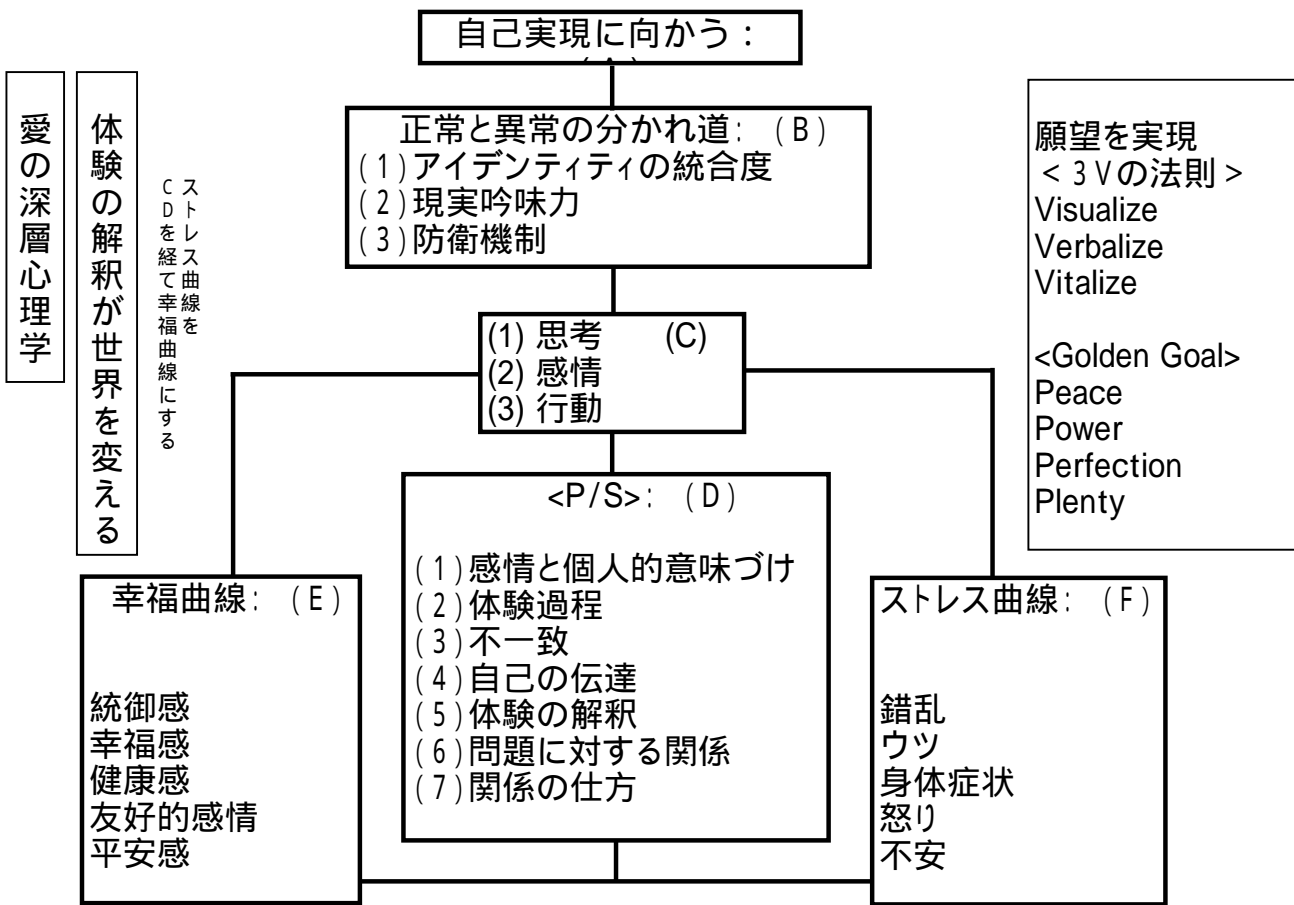 自己実現に向かう：
愛の深層心理学
体験の解釈が世界を変える
ストレス曲線を
CDを経て幸福曲線にする
正常と異常の分かれ道：(B)
(1)アイデンティティの統合度
(2)現実吟味力
(3)防衛機制
(1) 思考 (C)
(2) 感情
(3) 行動
<P/S>：(D)
(1)感情と個人的意味づけ
(2)体験過程
(3)不一致
(4)自己の伝達
(5)体験の解釈
(6)問題に対する関係
(7)関係の仕方
幸福曲線：(E)
統御感
幸福感
健康感
友好的感情
平安感
ストレス曲線：(F)
錯乱
ウツ
身体症状
怒り
不安
願望を実現
<3Vの法則>
Visualize
Verbalize
Vitalize
<Golden Goal>
Peace
Power
Perfection
Plenty